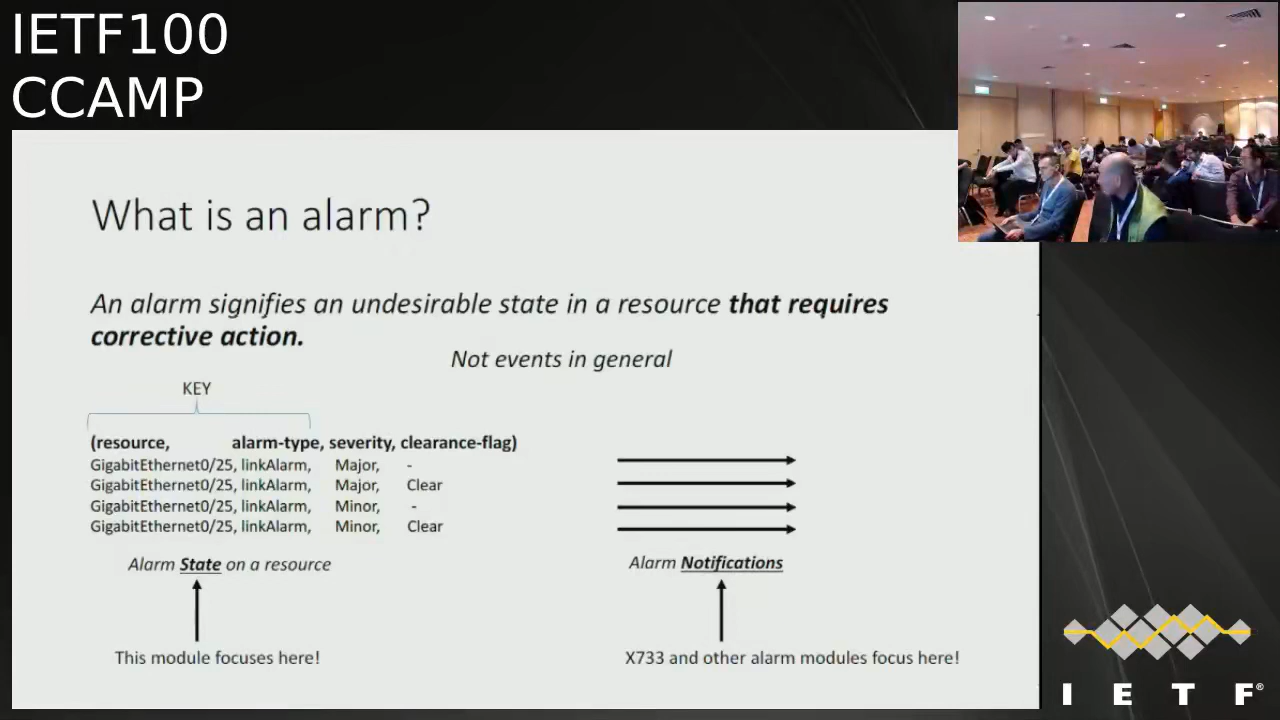 IETF100
CCAMP
What is an alarm?
An alarm signifies an undesirable state in a resource that requires
corrective action.
Not events in general
KEY
(resource, alarm-type, severity, clearance-flag)
GigabitEthernet0/25, linkAlarm, Major, -
GigabitEthernet0/25, linkAlarm, Major, Clear
GigabitEthernet0/25, linkAlarm, Minor, -
GigabitEthernet0/25, linkAlarm, Minor, Clear
Alarm State on a resource
Alarm Notifications
This module focuses here!
X733 and other alarm modules focus here!
I E T F®